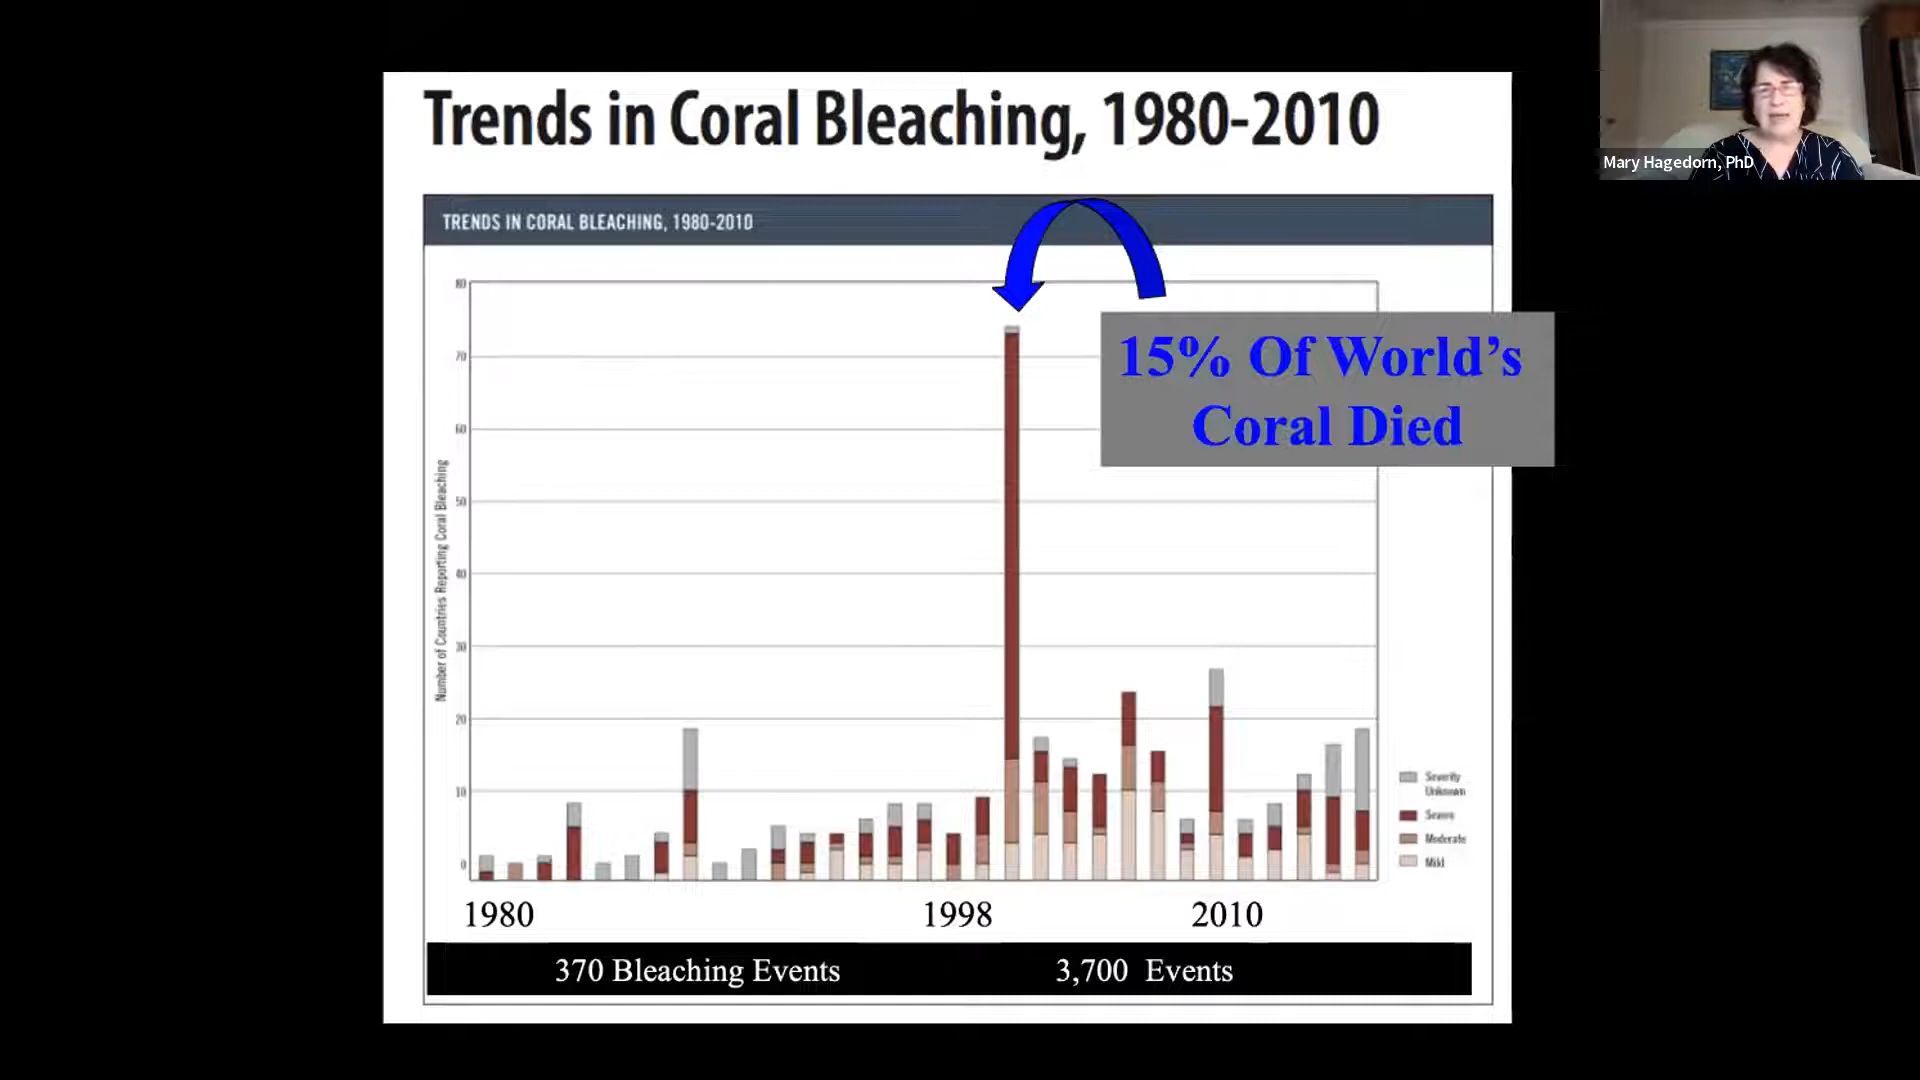 Trends in Coral Bleaching, 1980-2010
Mary Hagedorn, PhD
TRENDS IN CORAL BLEACHING, 1980-2010
80
70
60
50
40
30
20
10
0
Number of Countries Reporting Coral Bleaching
15% Of World's
Coral Died
Severity
Unknown
Severe
Moderate
Mild
1980
1998
2010
370 Bleaching Events
3,700 Events